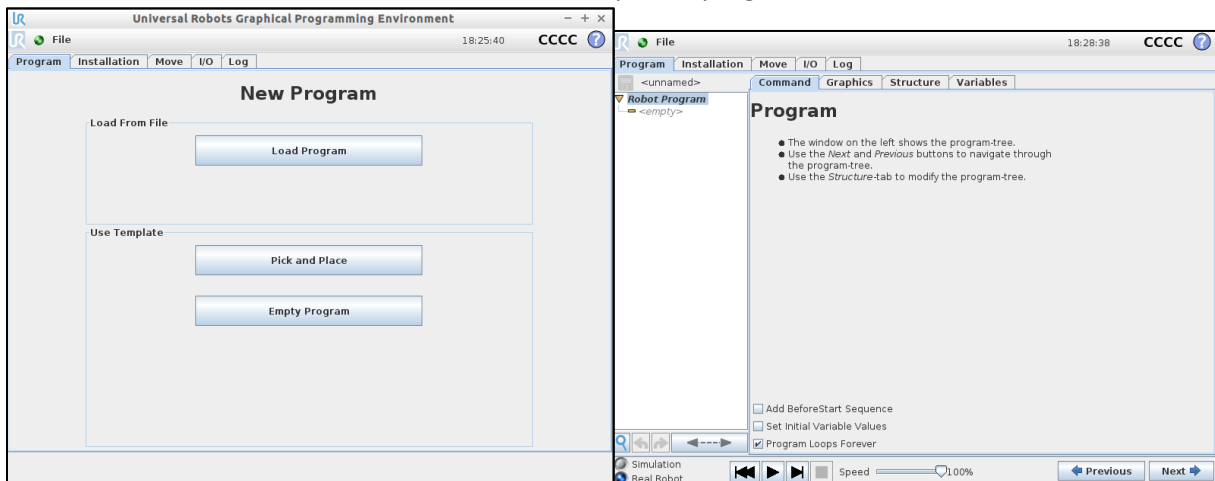 Universal Robots Graphical Programming Environment
File 18:25:40 CCCC ?
Program Installation Move I/O Log
New Program
Load From File
Load Program
Use Template
Pick and Place
Empty Program
File 18:28:38 CCCC ?
Program Installation Move I/O Log
<unnamed>
Command Graphics Structure Variables
Robot Program
<empty>
Program
The window on the left shows the program-tree.
Use the Next and Previous buttons to navigate through
the program-tree.
Use the Structure-tab to modify the program-tree.
Add BeforeStart Sequence
Set Initial Variable Values
Program Loops Forever
Simulation
Real Robot
Speed 100%
Previous Next